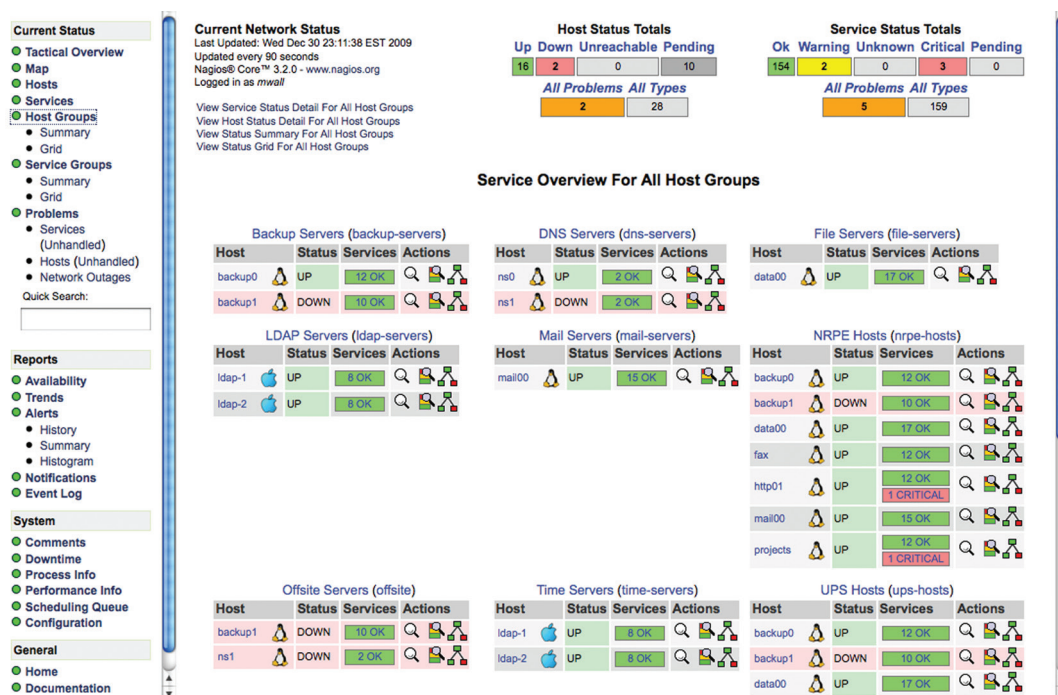 Current Status
Tactical Overview
Map
Hosts
Services
Host Groups
Summary
Grid
Service Groups
Summary
Grid
Problems
Services
(Unhandled)
Hosts (Unhandled)
Network Outages
Quick Search:
Reports
Availability
Trends
Alerts
History
Summary
Histogram
Notifications
Event Log
System
Comments
Downtime
Process Info
Performance Info
Scheduling Queue
Configuration
General
Home
Documentation
Current Network Status
Last Updated: Wed Dec 30 23:11:38 EST 2009
Updated every 90 seconds
Nagios® Core™ 3.2.0 - www.nagios.org
Logged in as mwall
View Service Status Detail For All Host Groups
View Host Status Detail For All Host Groups
View Status Summary For All Host Groups
View Status Grid For All Host Groups
Host Status Totals
Up Down Unreachable Pending
16 2 0 10
All Problems All Types
2 28
Service Status Totals
Ok Warning Unknown Critical Pending
154 2 0 3 0
All Problems All Types
5 159
Service Overview For All Host Groups
Backup Servers (backup-servers)
Host Status Services Actions
backup0 UP 12 OK
backup1 DOWN 10 OK
DNS Servers (dns-servers)
Host Status Services Actions
ns0 UP 2 OK
ns1 DOWN 2 OK
File Servers (file-servers)
Host Status Services Actions
data00 UP 17 OK
LDAP Servers (ldap-servers)
Host Status Services Actions
ldap-1 UP 8 OK
ldap-2 UP 8 OK
Mail Servers (mail-servers)
Host Status Services Actions
mail00 UP 15 OK
NRPE Hosts (nrpe-hosts)
Host Status Services Actions
backup0 UP 12 OK
backup1 DOWN 10 OK
data00 UP 17 OK
fax UP 12 OK
http01 UP 12 OK
1 CRITICAL
mail00 UP 15 OK
projects UP 12 OK
1 CRITICAL
Offsite Servers (offsite)
Host Status Services Actions
backup1 DOWN 10 OK
ns1 DOWN 2 OK
Time Servers (time-servers)
Host Status Services Actions
ldap-1 UP 8 OK
ldap-2 UP 8 OK
UPS Hosts (ups-hosts)
Host Status Services Actions
backup0 UP 12 OK
backup1 DOWN 10 OK
data00 UP 17 OK